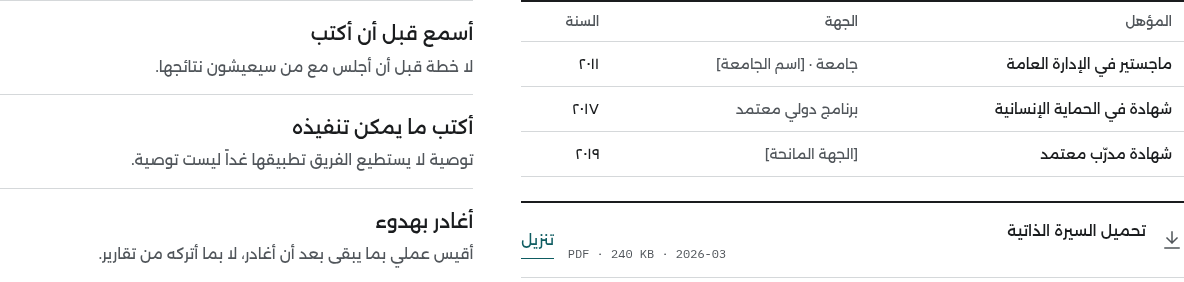 المؤهل الجهة السنة
ماجستير في الإدارة العامة جامعة · [اسم الجامعة] ٢٠١١
شهادة في الحماية الإنسانية برنامج دولي معتمد ٢٠١٧
شهادة مدرّب معتمد [الجهة المانحة] ٢٠١٩
تحميل السيرة الذاتية
PDF · 240 KB · 2026-03
تنزيل
أسمع قبل أن أكتب
لا خطة قبل أن أجلس مع من سيعيشون نتائجها.
أكتب ما يمكن تنفيذه
توصية لا يستطيع الفريق تطبيقها غداً ليست توصية.
أغادر بهدوء
أقيس عملي بما يبقى بعد أن أغادر، لا بما أتركه من تقارير.